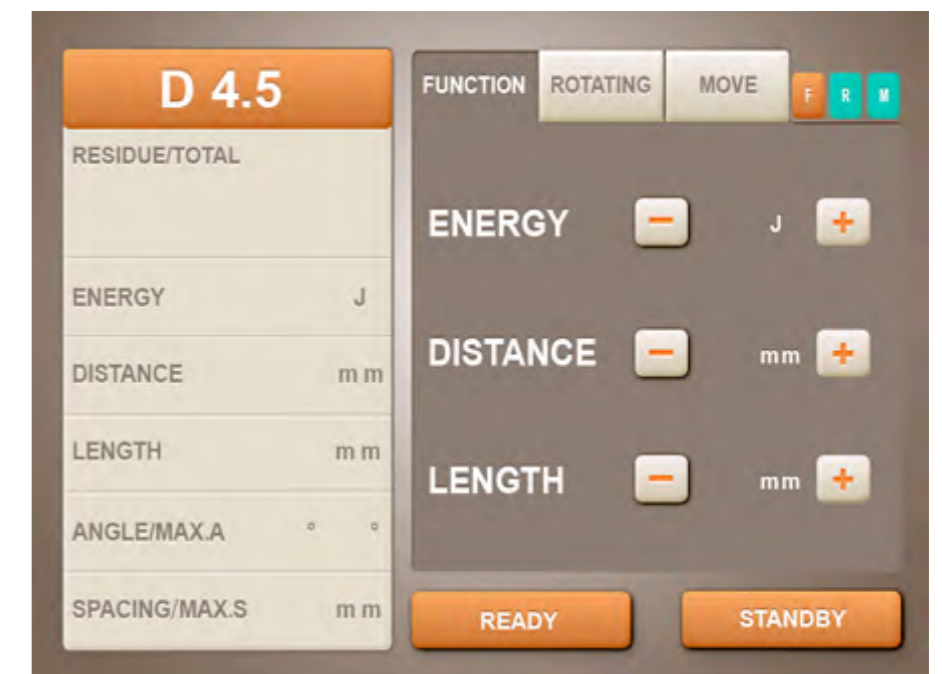 D 4.5
RESIDUE/TOTAL
ENERGY J
DISTANCE mm
LENGTH mm
ANGLE/MAX.A ° °
SPACING/MAX.S mm
FUNCTION ROTATING MOVE F R M
ENERGY − J +
DISTANCE − mm +
LENGTH − mm +
READY STANDBY